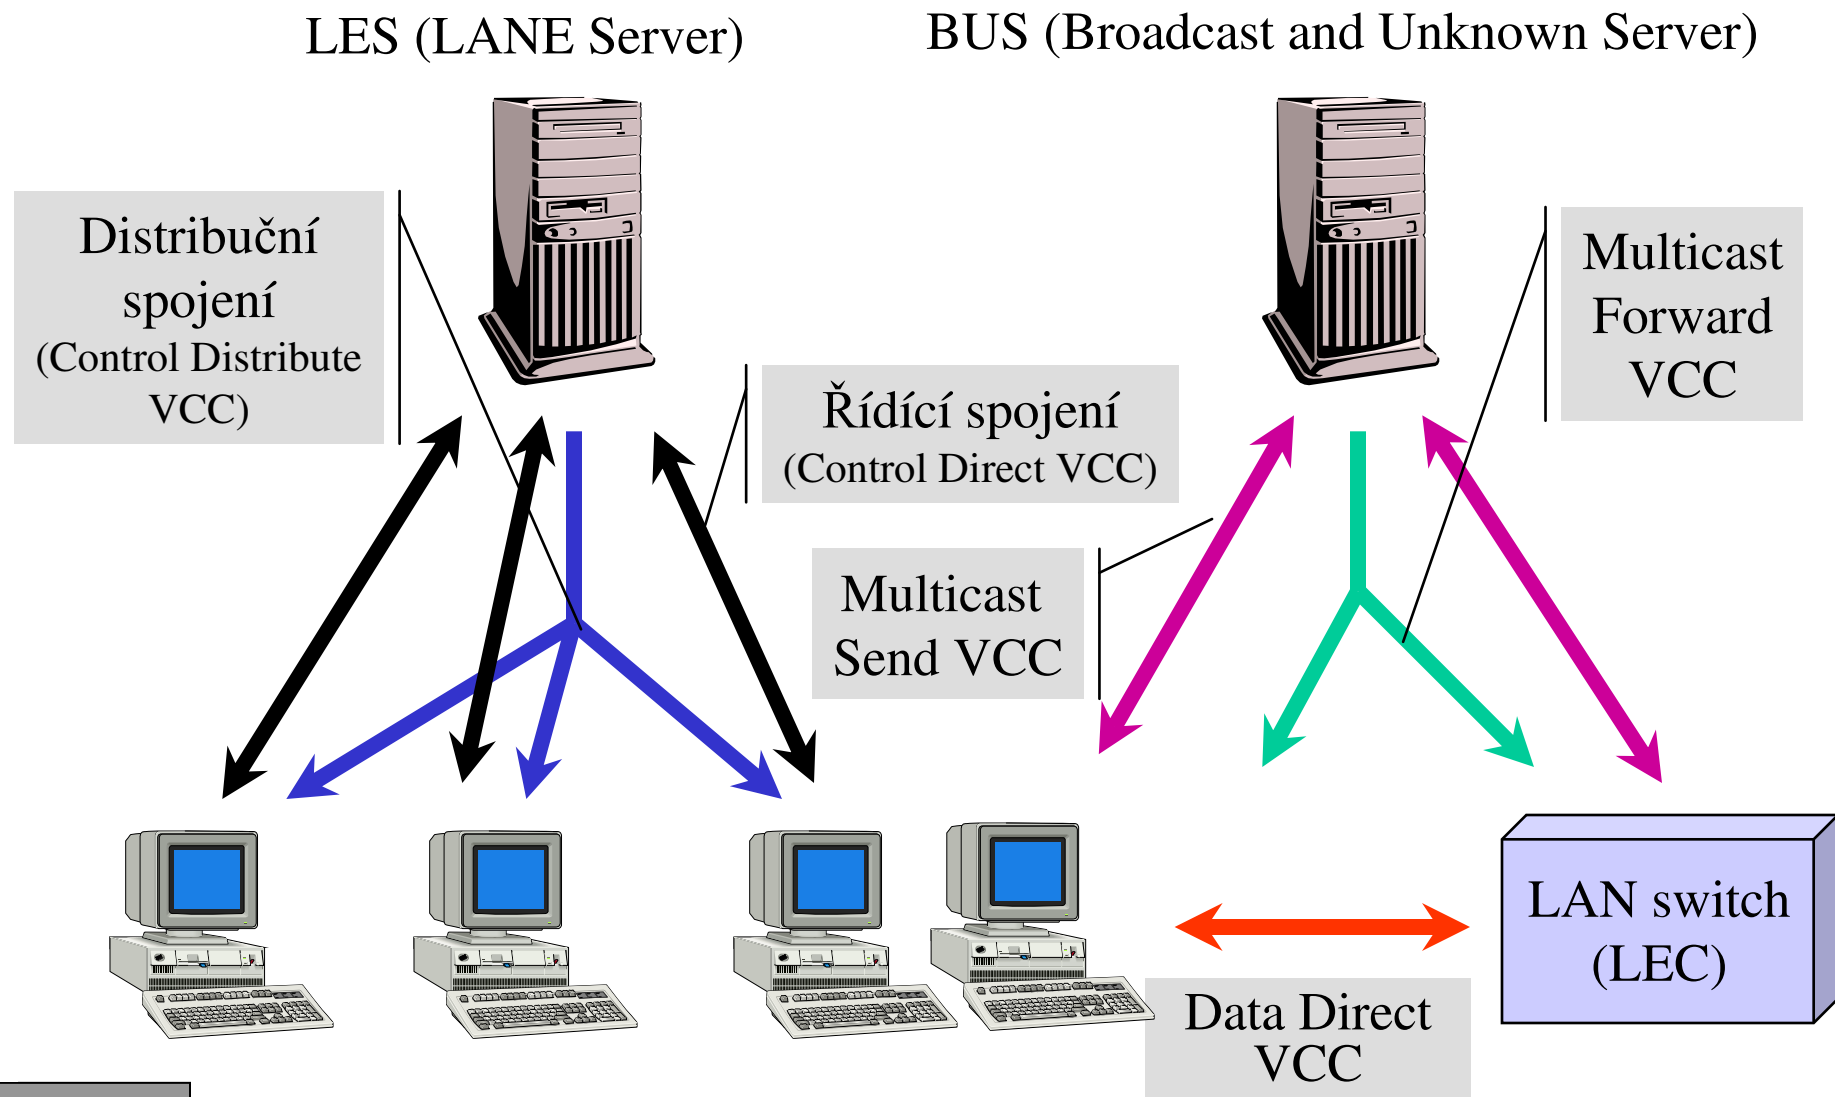 LES (LANE Server)
BUS (Broadcast and Unknown Server)
Distribuční
spojení
(Control Distribute
VCC)
Multicast
Forward
VCC
Řídící spojení
(Control Direct VCC)
Multicast
Send VCC
LAN switch
(LEC)
Data Direct
VCC